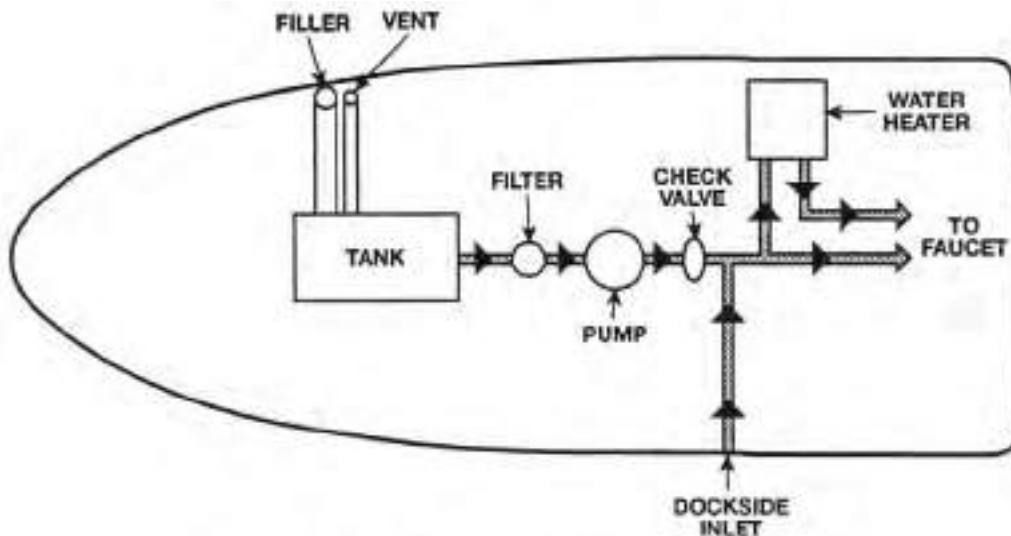 FILLER
VENT
WATER
HEATER
FILTER
CHECK
VALVE
TANK
TO
FAUCET
PUMP
DOCKSIDE
INLET